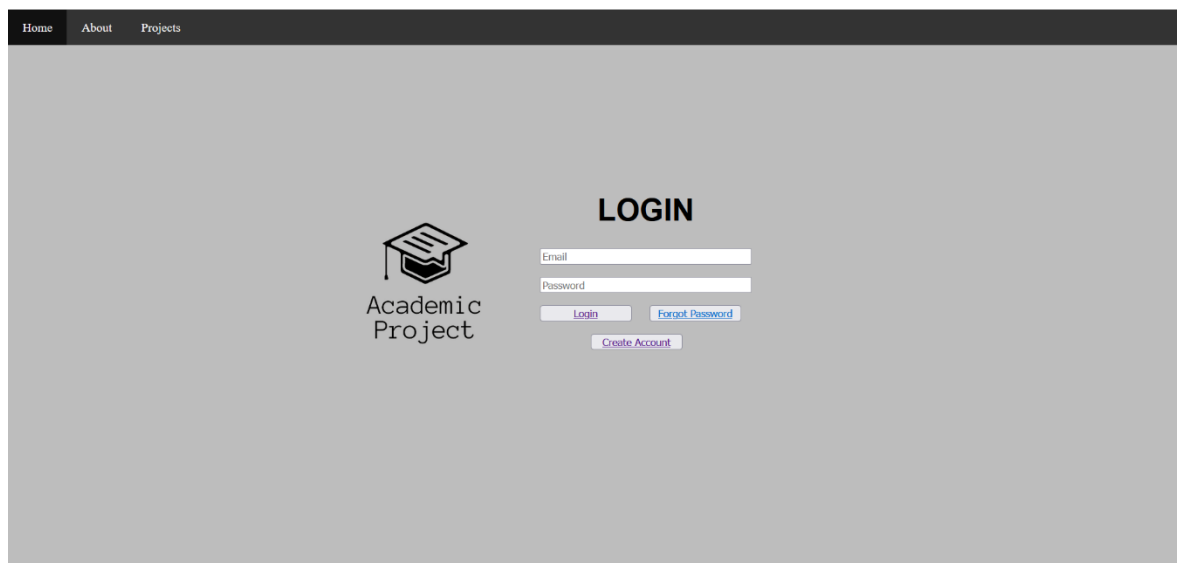 Home About Projects
LOGIN
Email
Password
Login Forgot Password
Create Account
Academic
Project